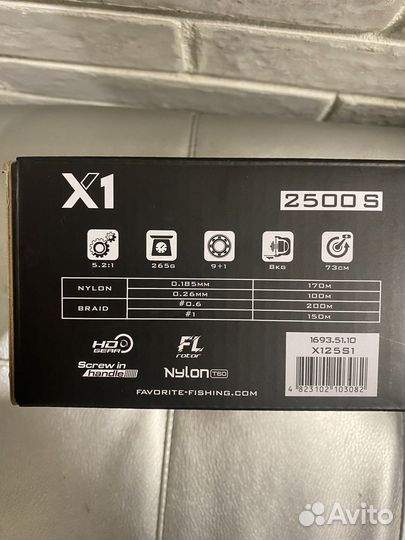 X1
2500 S
5.2:1 265G 9+1 8KG 73CM
NYLON 0.185MM 170M
0.26MM 100M
BRAID #0.6 200M
#1 150M
HD GEAR FL rotor
1693.51.10
X125S1
Screw in handle Nylon T60
4 823102 103082
FAVORITE-FISHING.COM
Avito